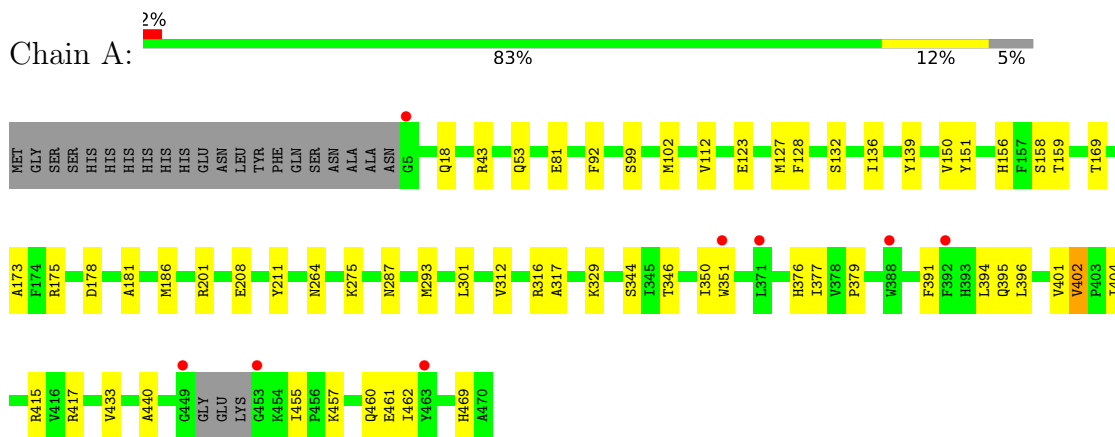 2%
Chain A:
83% 12% 5%
MET GLY SER SER HIS HIS HIS HIS HIS HIS GLU ASN LEU TYR PHE GLN SER ASN ALA ALA ASN G5 Q18 R43 Q53 E81 F92 S99 M102 V112 E123 M127 F128 S132 I136 Y139 V150 Y151 H156 F157 S158 T159 T169
A173 F174 R175 D178 A181 M186 R201 E208 Y211 N264 K275 N287 M293 L301 V312 R316 A317 K329 S344 I345 T346 I350 W351 L371 H376 I377 V378 P379 W388 F391 F392 H393 L394 Q395 L396 V401 V402 P403 I404
R415 V416 R417 V433 A440 G449 GLY GLU LYS G453 K454 I455 P456 K457 Q460 E461 I462 Y463 H469 A470